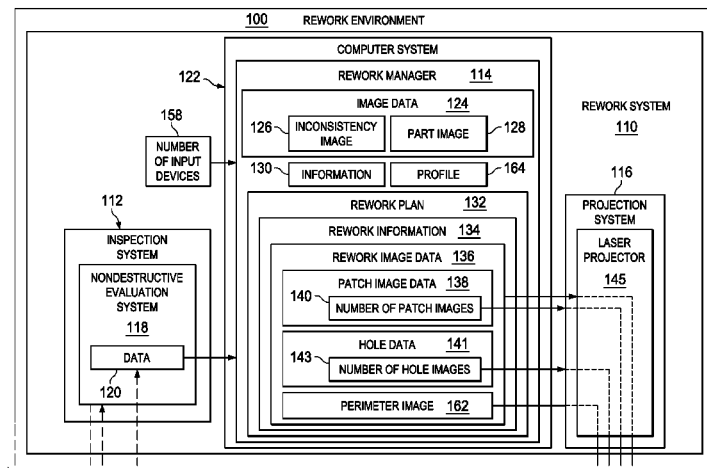 100 REWORK ENVIRONMENT
COMPUTER SYSTEM
122
REWORK MANAGER 114
IMAGE DATA 124
126 INCONSISTENCY IMAGE
PART IMAGE 128
130 INFORMATION
PROFILE 164
158
NUMBER OF INPUT DEVICES
REWORK SYSTEM
110
REWORK PLAN 132
REWORK INFORMATION 134
REWORK IMAGE DATA 136
PATCH IMAGE DATA 138
140 NUMBER OF PATCH IMAGES
HOLE DATA 141
143 NUMBER OF HOLE IMAGES
PERIMETER IMAGE 162
112
INSPECTION SYSTEM
NONDESTRUCTIVE EVALUATION SYSTEM
118
DATA
120
116
PROJECTION SYSTEM
LASER PROJECTOR
145